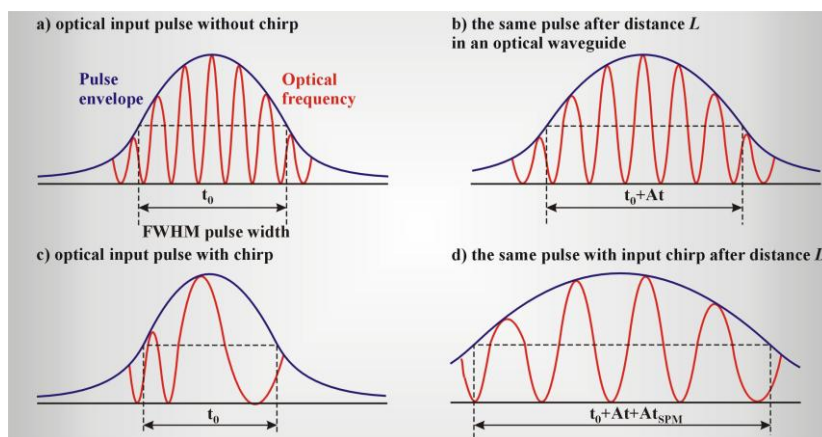 a) optical input pulse without chirp
b) the same pulse after distance L
in an optical waveguide
Pulse
envelope
Optical
frequency
t₀
t₀+At
FWHM pulse width
c) optical input pulse with chirp
d) the same pulse with input chirp after distance L
t₀
t₀+At+At_SPM